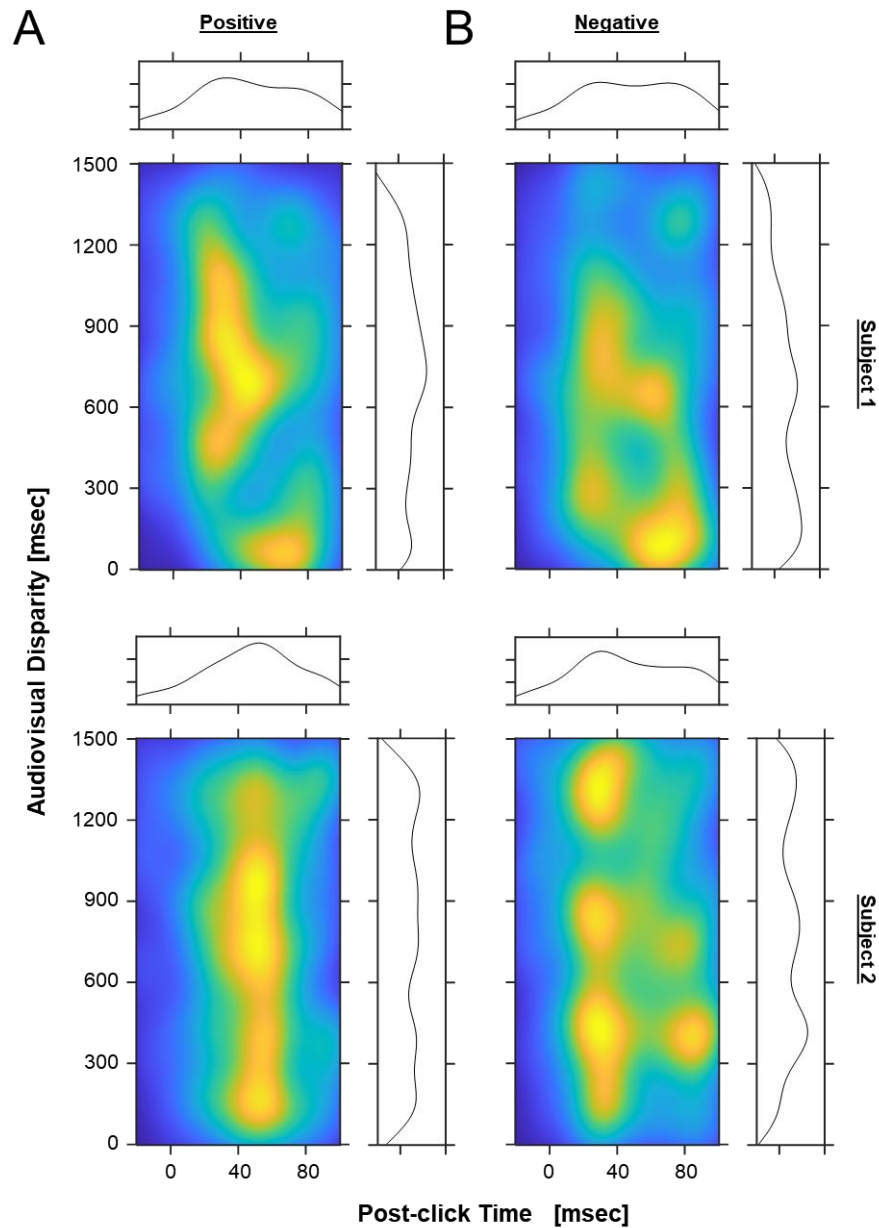 A
Positive
B
Negative
1500
1200
900
600
300
0
Subject 1
Audiovisual Disparity [msec]
1500
1200
900
600
300
0
Subject 2
0 40 80
0 40 80
Post-click Time [msec]